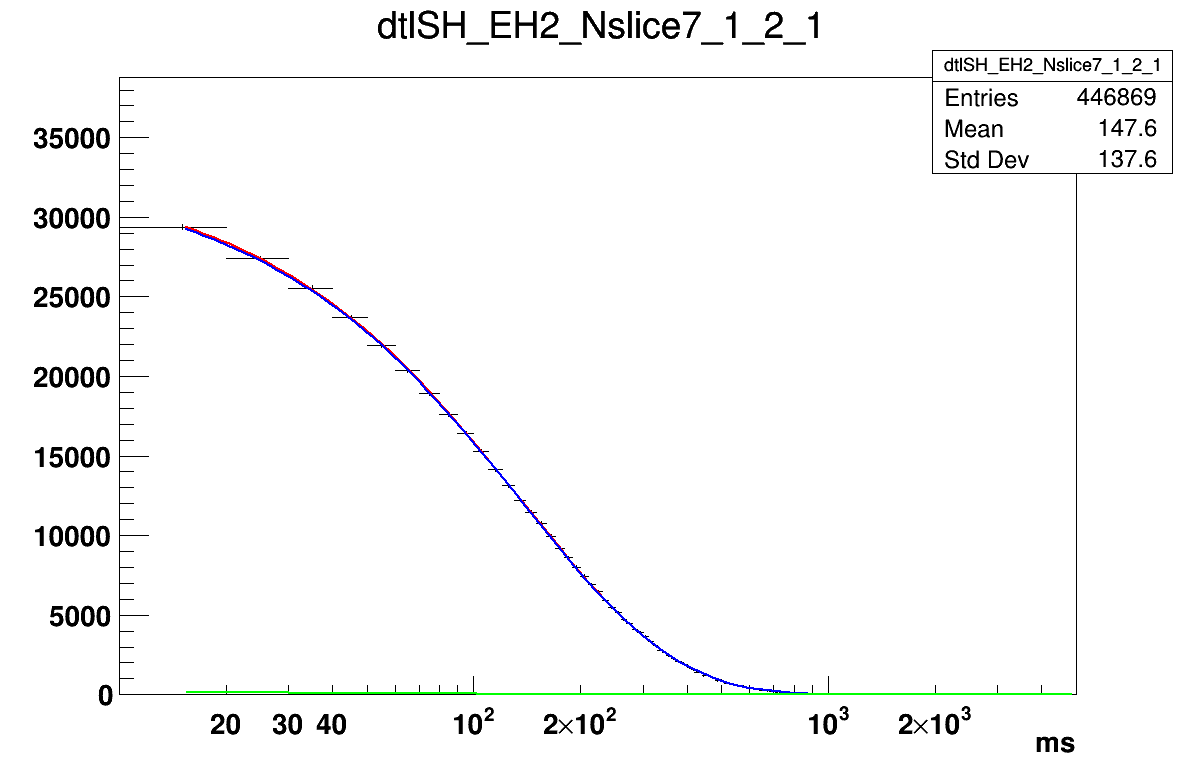 dtlSH_EH2_Nslice7_1_2_1
dtlSH_EH2_Nslice7_1_2_1
Entries 446869
Mean 147.6
Std Dev 137.6
35000
30000
25000
20000
15000
10000
5000
0
20 30 40 10² 2×10² 10³ 2×10³
ms